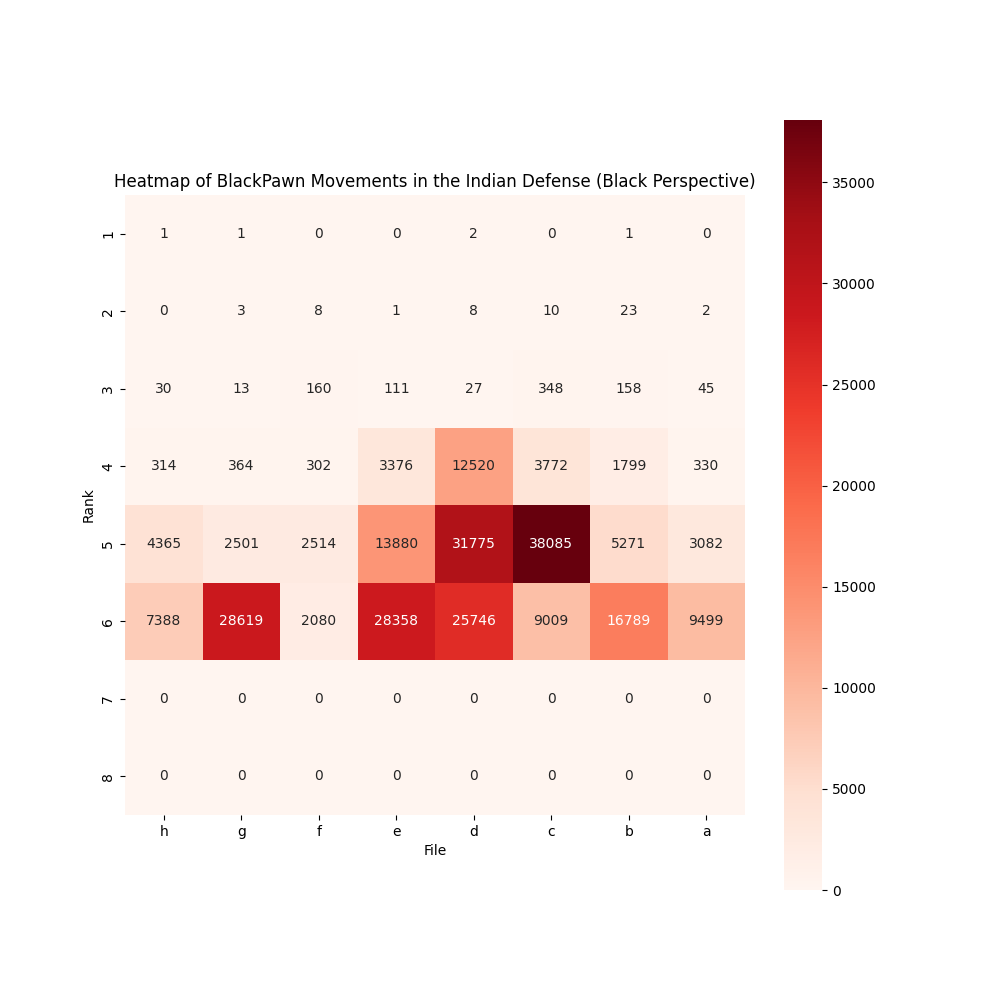 Heatmap of BlackPawn Movements in the Indian Defense (Black Perspective)
1 1 1 0 0 2 0 1 0
2 0 3 8 1 8 10 23 2
3 30 13 160 111 27 348 158 45
4 314 364 302 3376 12520 3772 1799 330
5 4365 2501 2514 13880 31775 38085 5271 3082
6 7388 28619 2080 28358 25746 9009 16789 9499
7 0 0 0 0 0 0 0 0
8 0 0 0 0 0 0 0 0
h g f e d c b a
Rank
File
35000
30000
25000
20000
15000
10000
5000
0